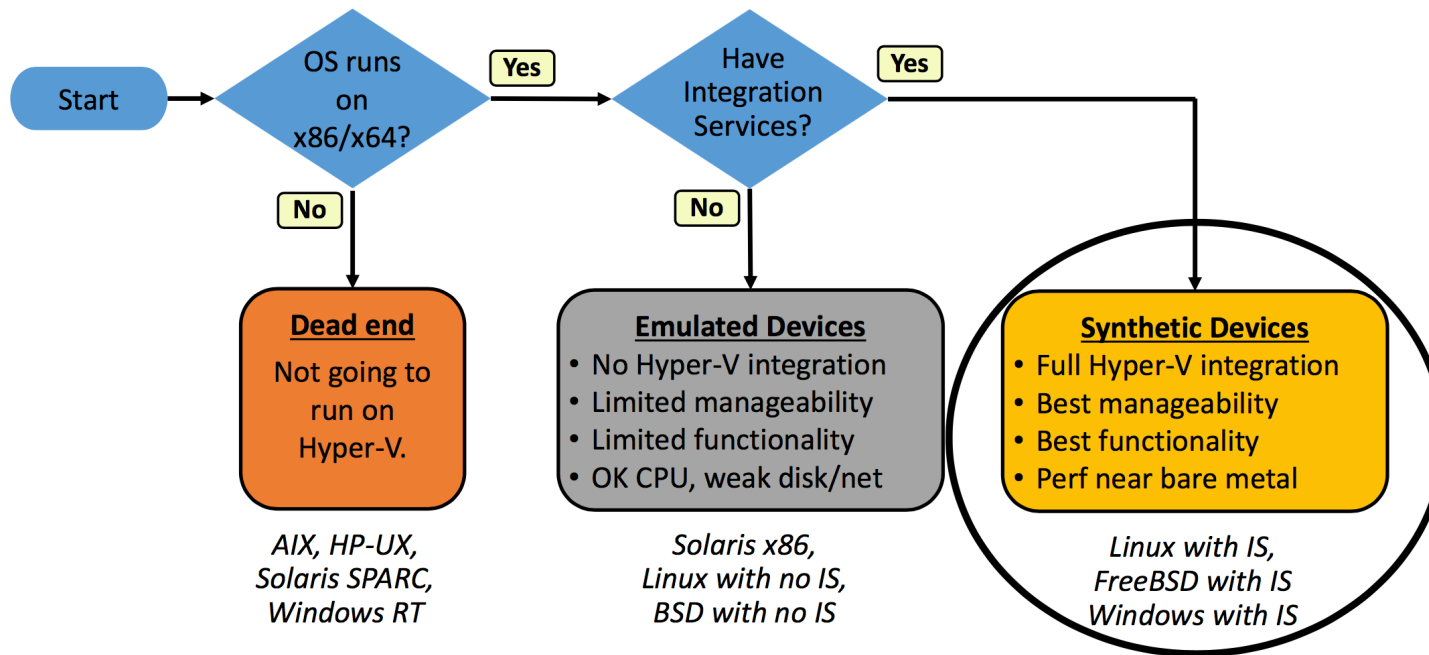 Start
OS runs
on
x86/x64?
Yes
Have
Integration
Services?
Yes
No
No
Dead end
Not going to
run on
Hyper-V.
Emulated Devices
• No Hyper-V integration
• Limited manageability
• Limited functionality
• OK CPU, weak disk/net
Synthetic Devices
• Full Hyper-V integration
• Best manageability
• Best functionality
• Perf near bare metal
AIX, HP-UX,
Solaris SPARC,
Windows RT
Solaris x86,
Linux with no IS,
BSD with no IS
Linux with IS,
FreeBSD with IS
Windows with IS